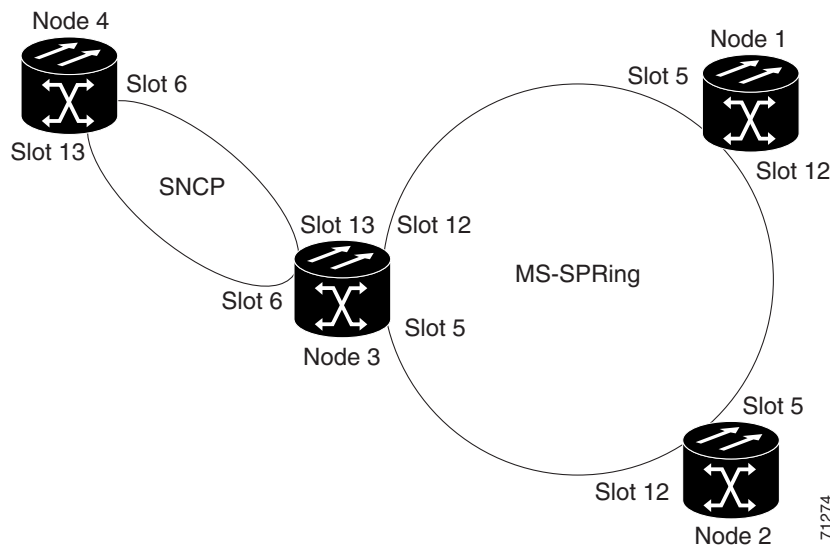 Node 4
Node 1
Slot 6
Slot 5
Slot 13
Slot 12
SNCP
Slot 13
Slot 12
MS-SPRing
Slot 6
Slot 5
Node 3
Slot 5
Slot 12
Node 2
71274